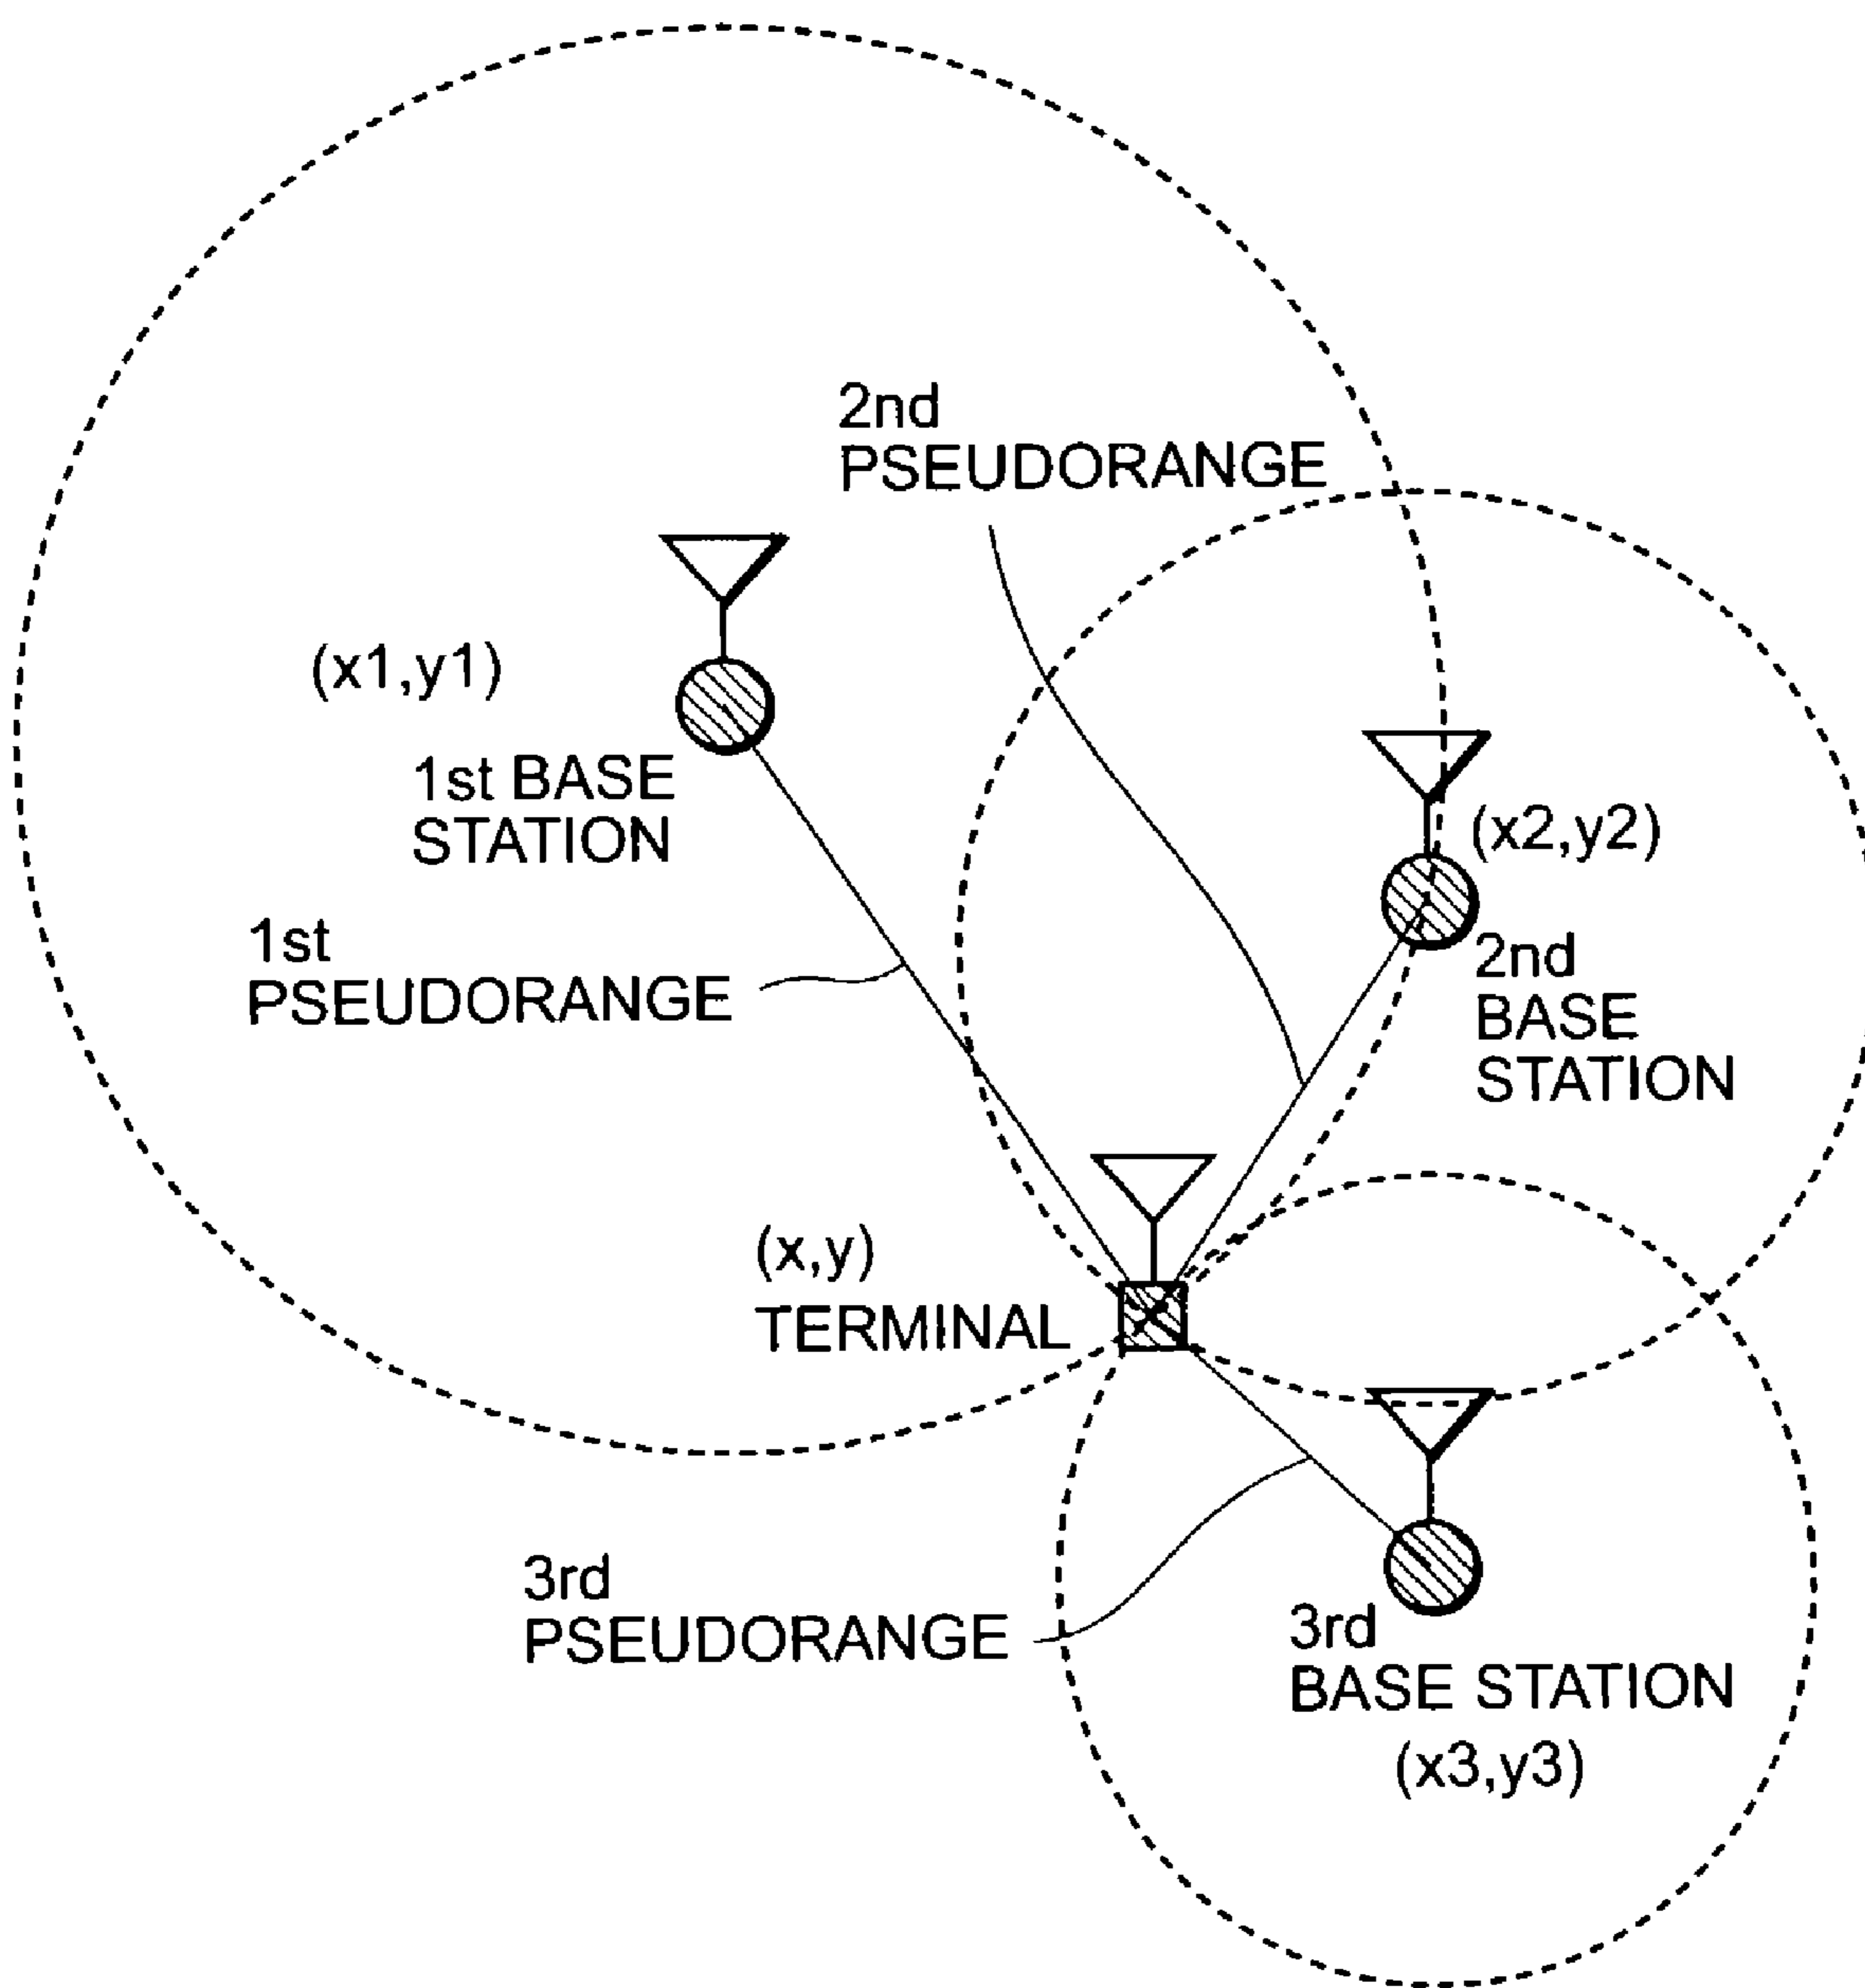 2nd
PSEUDORANGE
(x1,y1)
1st BASE
STATION
(x2,y2)
2nd
BASE
STATION
1st
PSEUDORANGE
(x,y)
TERMINAL
3rd
PSEUDORANGE
3rd
BASE STATION
(x3,y3)